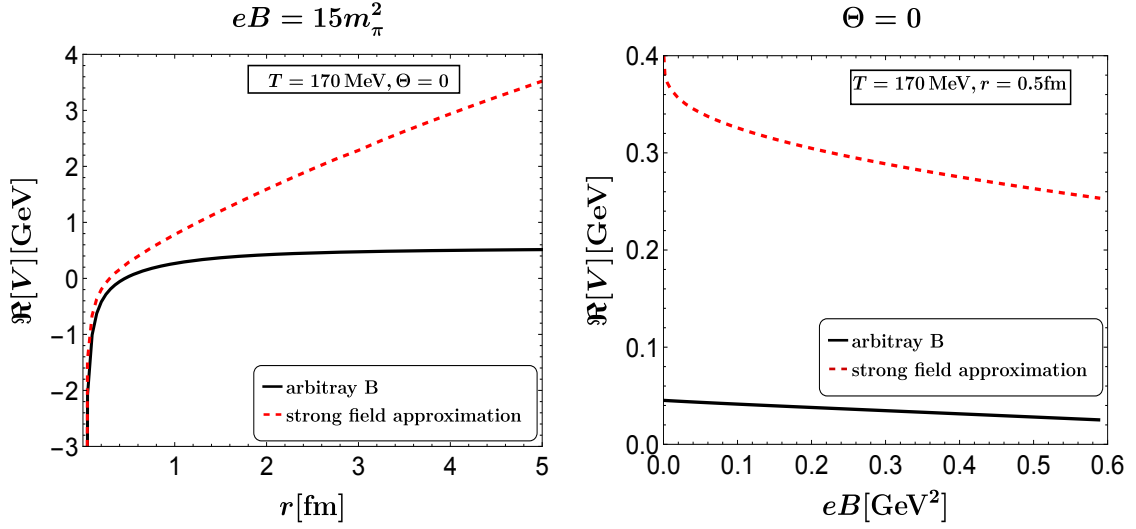 eB = 15m_π^2
4
3
2
1
0
−1
−2
−3
ℜ[V][GeV]
T = 170 MeV, Θ = 0
arbitray B
strong field approximation
1
2
3
4
5
r[fm]
Θ = 0
0.4
0.3
0.2
0.1
0.0
ℜ[V][GeV]
T = 170 MeV, r = 0.5fm
arbitray B
strong field approximation
0.0
0.1
0.2
0.3
0.4
0.5
0.6
eB[GeV²]